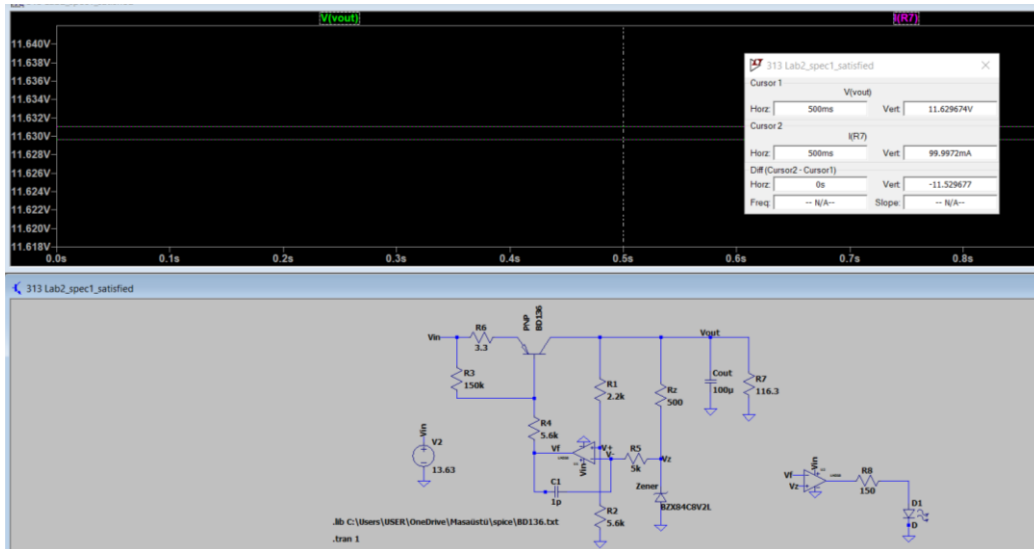 V(vout)
I(R7)
11.640V
11.638V
11.636V
11.634V
11.632V
11.630V
11.628V
11.626V
11.624V
11.622V
11.620V
11.618V
0.0s 0.1s 0.2s 0.3s 0.4s 0.5s 0.6s 0.7s 0.8s
313 Lab2_spec1_satisfied
Cursor 1
V(vout)
Horz: 500ms Vert: 11.629674V
Cursor 2
I(R7)
Horz: 500ms Vert: 99.9972mA
Diff (Cursor2 - Cursor1)
Horz: 0s Vert: -11.529677
Freq: -- N/A-- Slope: -- N/A--
313 Lab2_spec1_satisfied
Vin
R6
3.3
PNP
BD136
Vout
R3
150k
R1
2.2k
Rz
500
Cout
100µ
R7
116.3
R4
5.6k
Vf
V+
V-
Vin
R5
5k
Vz
Vin
V2
13.63
C1
1p
Zener
BZX84C8V2L
R2
5.6k
Vf
Vz
Vin
R8
150
D1
D
.lib C:\Users\USER\OneDrive\Masaüstü\spice\BD136.txt
.tran 1